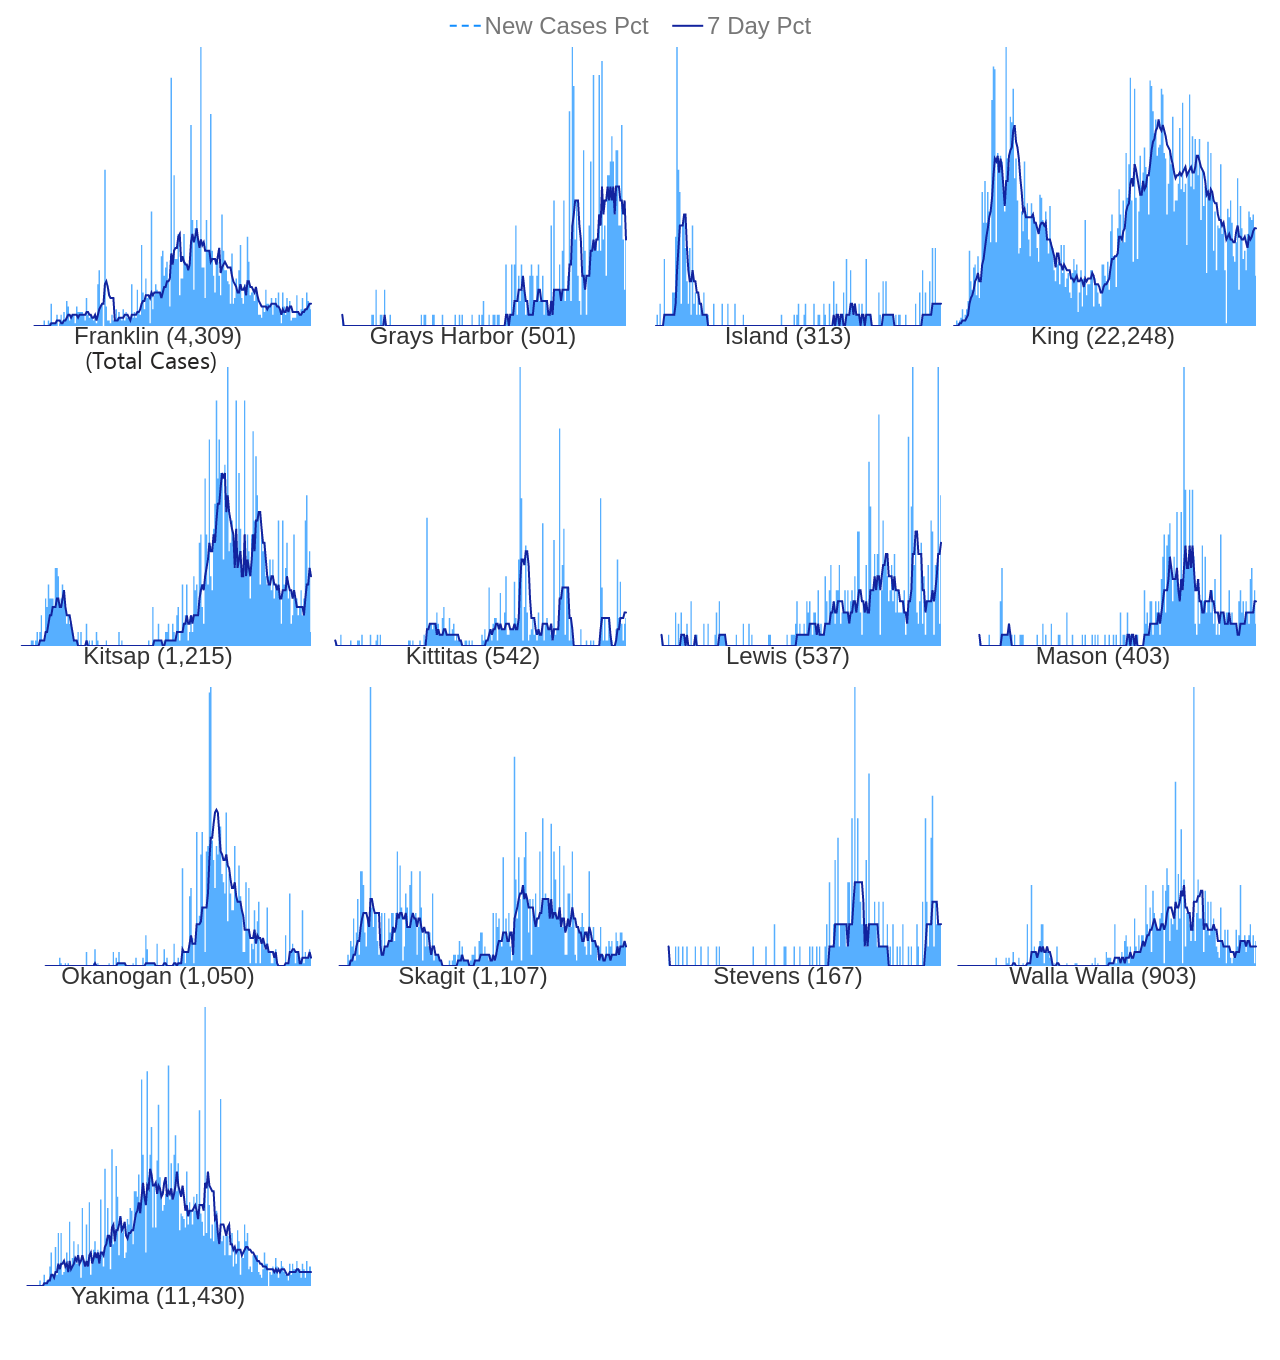 New Cases Pct 7 Day Pct
Franklin (4,309) Grays Harbor (501) Island (313) King (22,248)
(Total Cases)
Kitsap (1,215) Kittitas (542) Lewis (537) Mason (403)
Okanogan (1,050) Skagit (1,107) Stevens (167) Walla Walla (903)
Yakima (11,430)